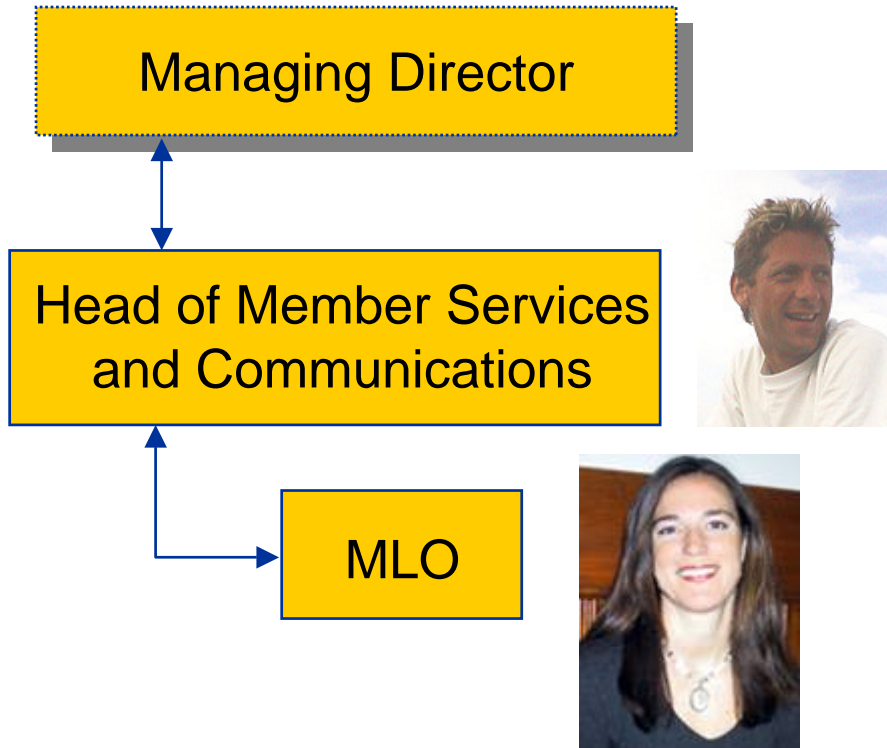 Managing Director
Head of Member Services
and Communications
MLO